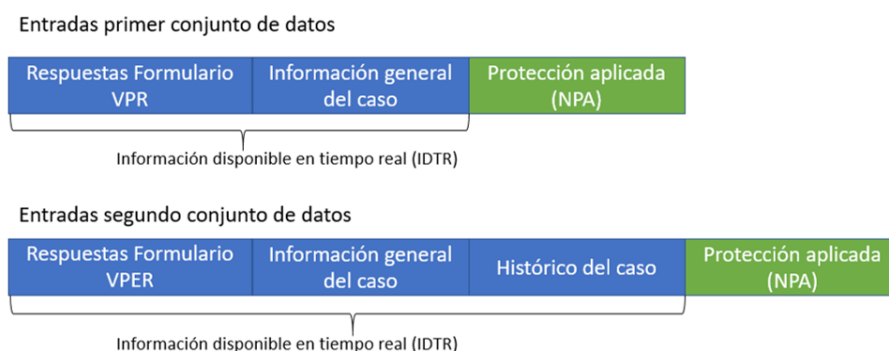 Entradas primer conjunto de datos
Respuestas Formulario
VPR
Información general
del caso
Protección aplicada
(NPA)
Información disponible en tiempo real (IDTR)
Entradas segundo conjunto de datos
Respuestas Formulario
VPER
Información general
del caso
Histórico del caso
Protección aplicada
(NPA)
Información disponible en tiempo real (IDTR)